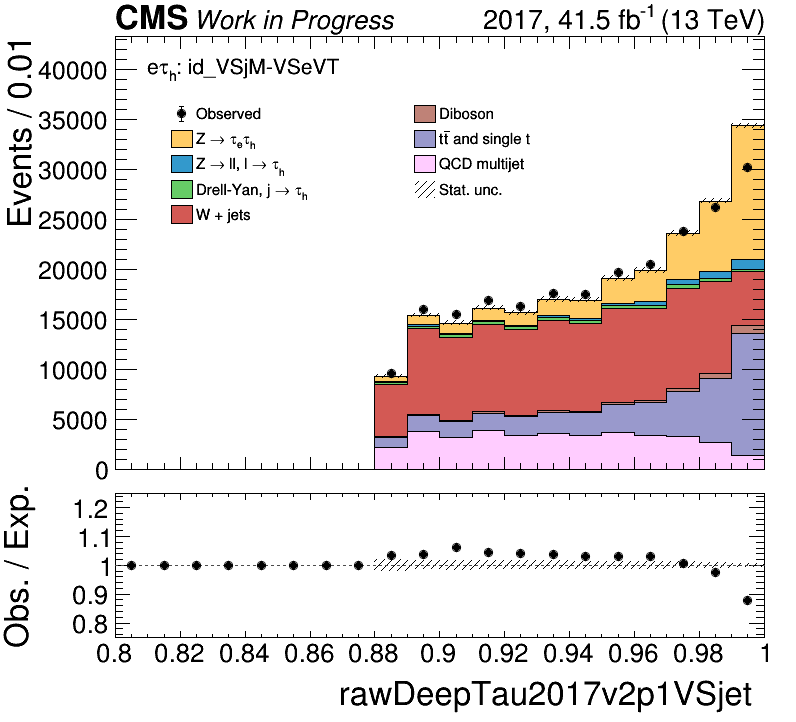 CMS Work in Progress 2017, 41.5 fb⁻¹ (13 TeV)
Events / 0.01
40000
35000
30000
25000
20000
15000
10000
5000
0
eτₕ: id_VSjM-VSeVT
Observed
Z → τₑτₕ
Z → ll, l → τₕ
Drell-Yan, j → τₕ
W + jets
Diboson
tt̄ and single t
QCD multijet
Stat. unc.
Obs. / Exp.
1.2
1.1
1
0.9
0.8
0.8 0.82 0.84 0.86 0.88 0.9 0.92 0.94 0.96 0.98 1
rawDeepTau2017v2p1VSjet